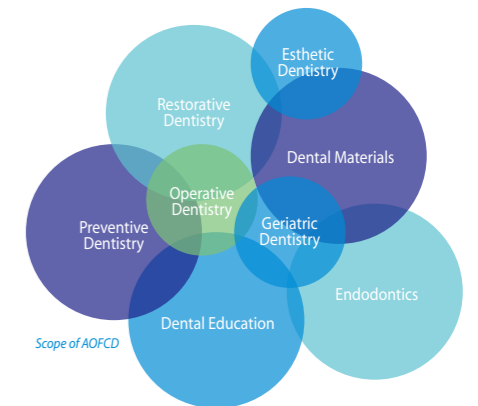 Esthetic
Dentistry
Restorative
Dentistry
Dental Materials
Operative
Dentistry
Geriatric
Dentistry
Preventive
Dentistry
Endodontics
Dental Education
Scope of AOFCD